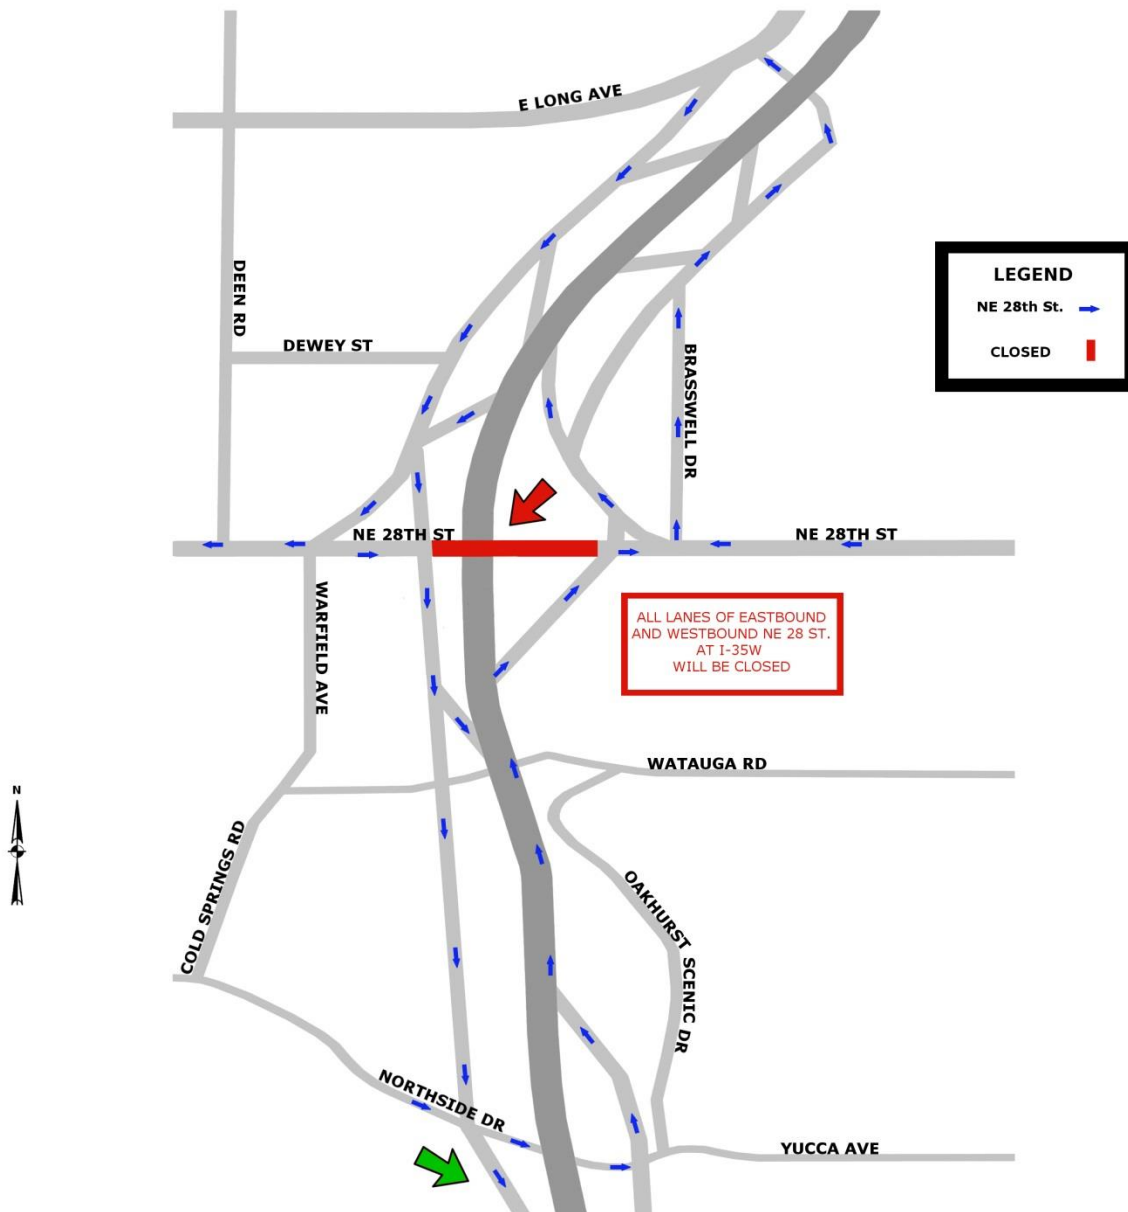 E LONG AVE
DEEN RD
DEWEY ST
LEGEND
NE 28th St.
CLOSED
BRASSWELL DR
NE 28TH ST
NE 28TH ST
WARFIELD AVE
ALL LANES OF EASTBOUND
AND WESTBOUND NE 28 ST.
AT I-35W
WILL BE CLOSED
WATAUGA RD
N
COLD SPRINGS RD
OAKHURST SCENIC DR
NORTHSIDE DR
YUCCA AVE